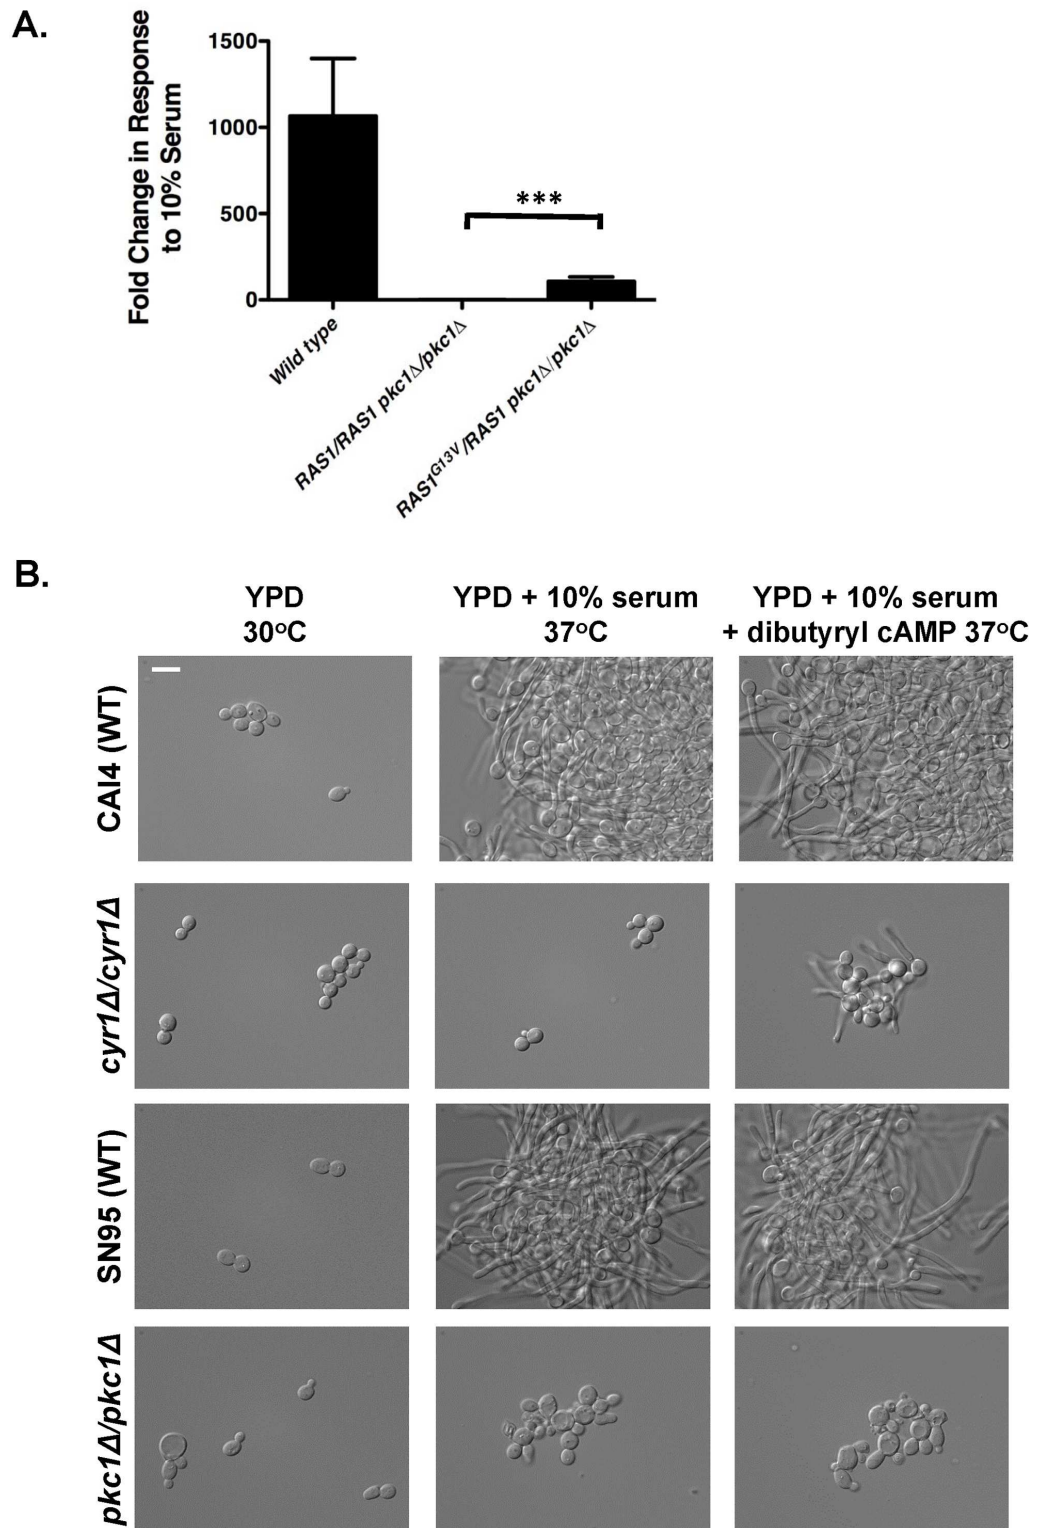 A.
Fold Change in Response
to 10% Serum
1500
1000
500
0
***
Wild type
RAS1/RAS1 pkc1Δ/pkc1Δ
RAS1G13V/RAS1 pkc1Δ/pkc1Δ
B.
YPD
30°C
YPD + 10% serum
37°C
YPD + 10% serum
+ dibutyryl cAMP 37°C
CAI4 (WT)
cyr1Δ/cyr1Δ
SN95 (WT)
pkc1Δ/pkc1Δ